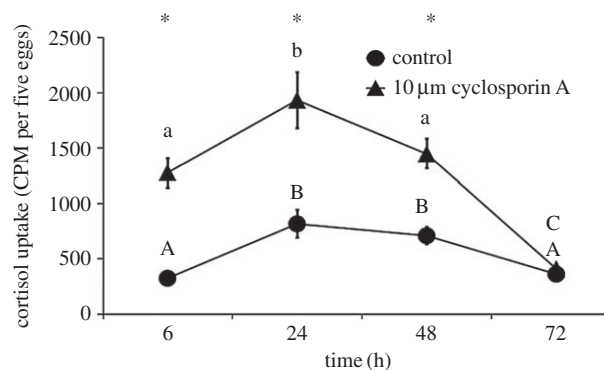 * * *
2500
2000
1500
1000
500
0
cortisol uptake (CPM per five eggs)
control
10 µm cyclosporin A
a
b
a
A
B
B
C
A
6 24 48 72
time (h)